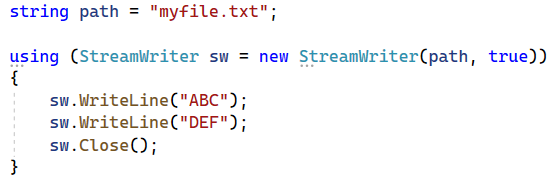 string path = "myfile.txt";
using (StreamWriter sw = new StreamWriter(path, true))
{
sw.WriteLine("ABC");
sw.WriteLine("DEF");
sw.Close();
}